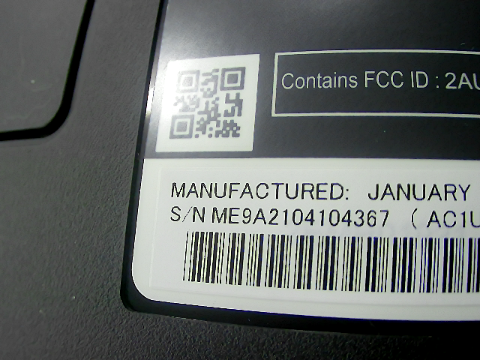 Contains FCC ID : 2AU
MANUFACTURED: JANUARY
S/N ME9A2104104367 ( AC1U